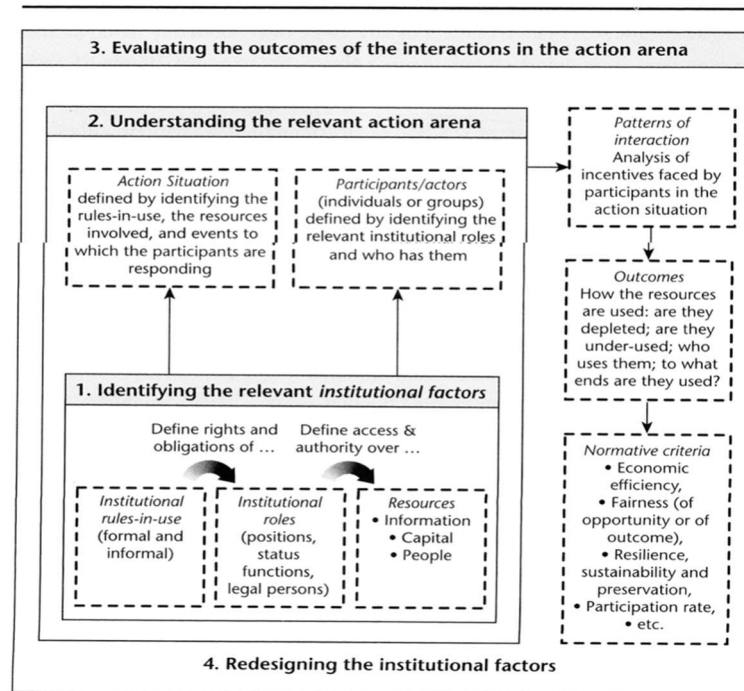 3. Evaluating the outcomes of the interactions in the action arena
2. Understanding the relevant action arena
Action Situation
defined by identifying the
rules-in-use, the resources
involved, and events to
which the participants are
responding
Participants/actors
(individuals or groups)
defined by identifying the
relevant institutional roles
and who has them
1. Identifying the relevant institutional factors
Define rights and
obligations of ...
Define access &
authority over ...
Institutional
rules-in-use
(formal and
informal)
Institutional
roles
(positions,
status
functions,
legal persons)
Resources
• Information
• Capital
• People
Patterns of
interaction
Analysis of
incentives faced by
participants in the
action situation
Outcomes
How the resources
are used: are they
depleted; are they
under-used; who
uses them; to what
ends are they used?
Normative criteria
• Economic
efficiency,
• Fairness (of
opportunity or of
outcome),
• Resilience,
sustainability and
preservation,
• Participation rate,
• etc.
4. Redesigning the institutional factors